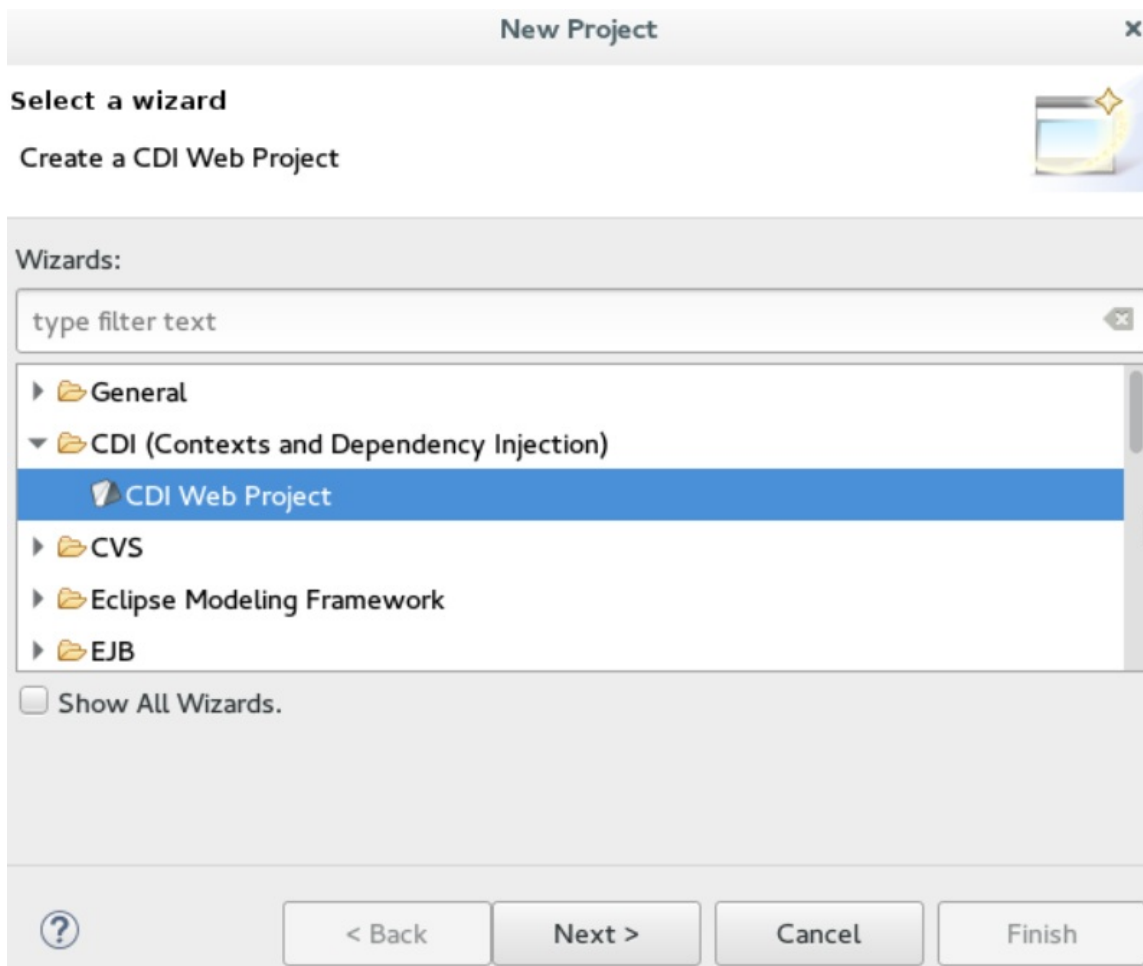 New Project
Select a wizard
Create a CDI Web Project
Wizards:
type filter text
General
CDI (Contexts and Dependency Injection)
CDI Web Project
CVS
Eclipse Modeling Framework
EJB
Show All Wizards.
? < Back Next > Cancel Finish